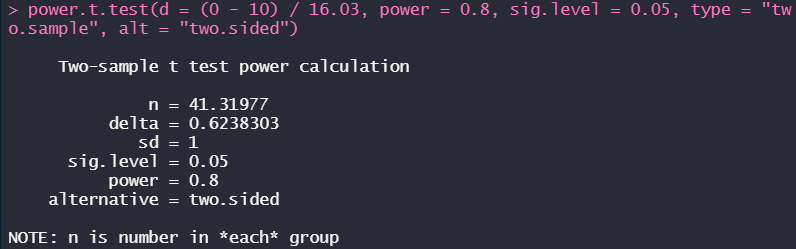 > power.t.test(d = (0 - 10) / 16.03, power = 0.8, sig.level = 0.05, type = "tw
o.sample", alt = "two.sided")
Two-sample t test power calculation
n = 41.31977
delta = 0.6238303
sd = 1
sig.level = 0.05
power = 0.8
alternative = two.sided
NOTE: n is number in *each* group